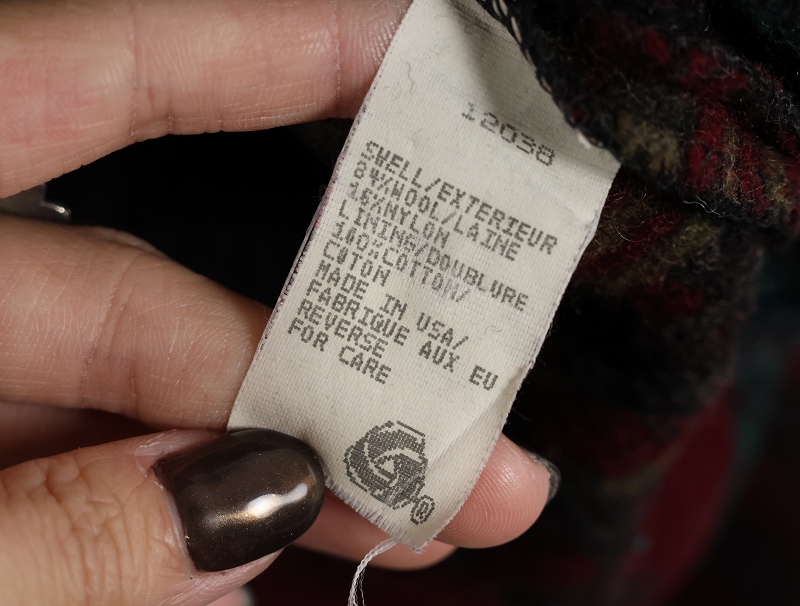 12038
SWELL/EXTERIEUR
84%WOOL/LAINE
16%NYLON
LINING/DOUBLURE
100%COTTON/
COTON
MADE IN USA/
FABRIQUE AUX EU
REVERSE
FOR CARE
®